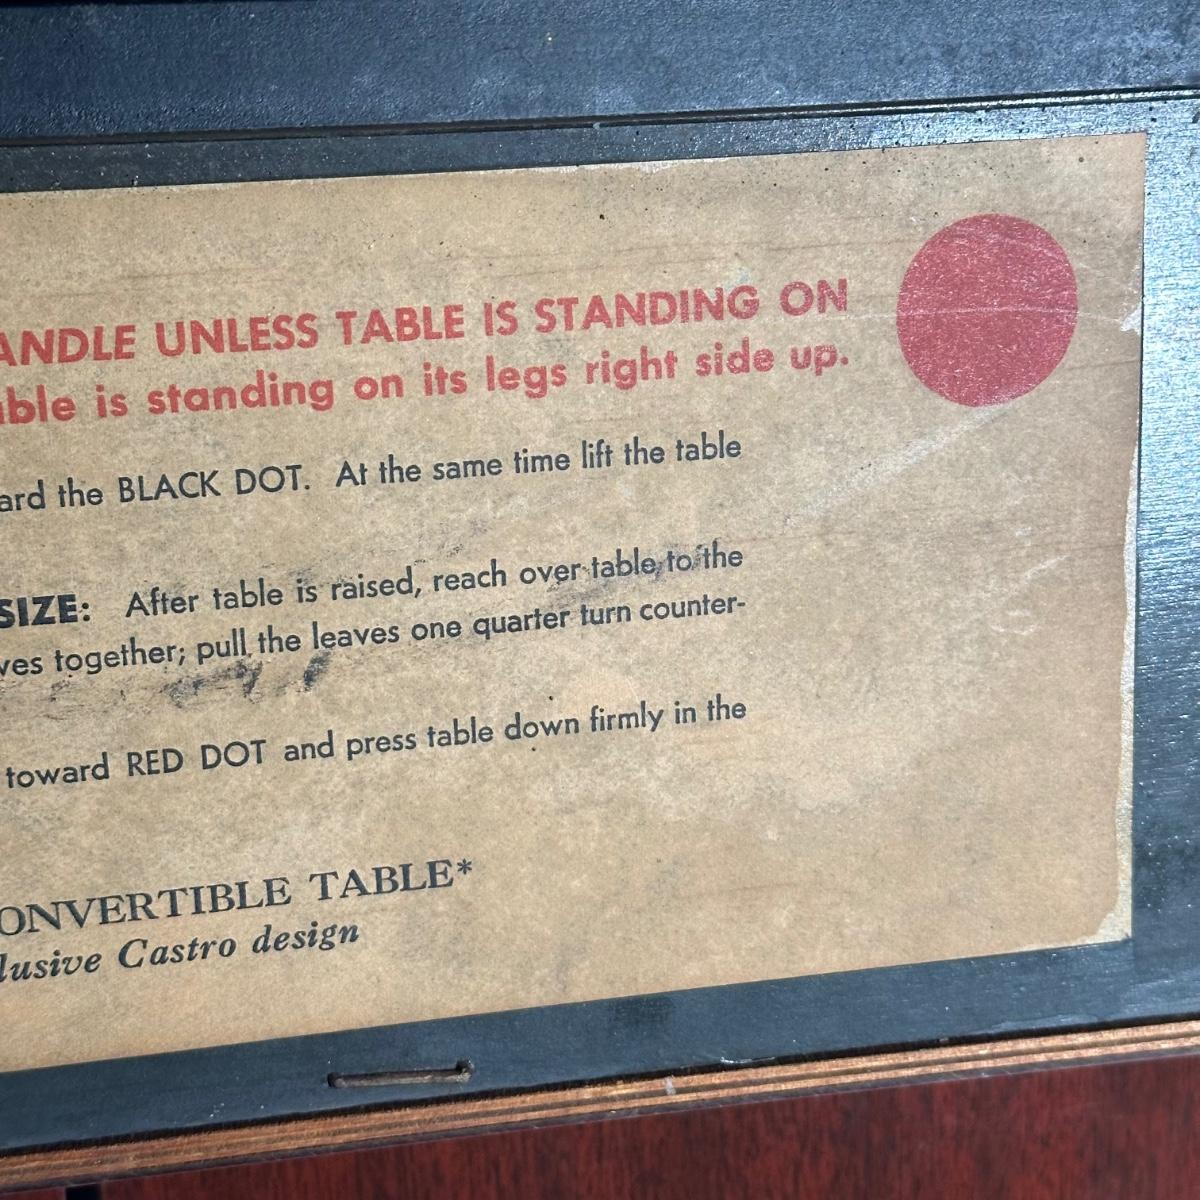 ANDLE UNLESS TABLE IS STANDING ON
able is standing on its legs right side up.
ard the BLACK DOT. At the same time lift the table
SIZE: After table is raised, reach over table, to the
ves together; pull the leaves one quarter turn counter-
toward RED DOT and press table down firmly in the
ONVERTIBLE TABLE*
lusive Castro design